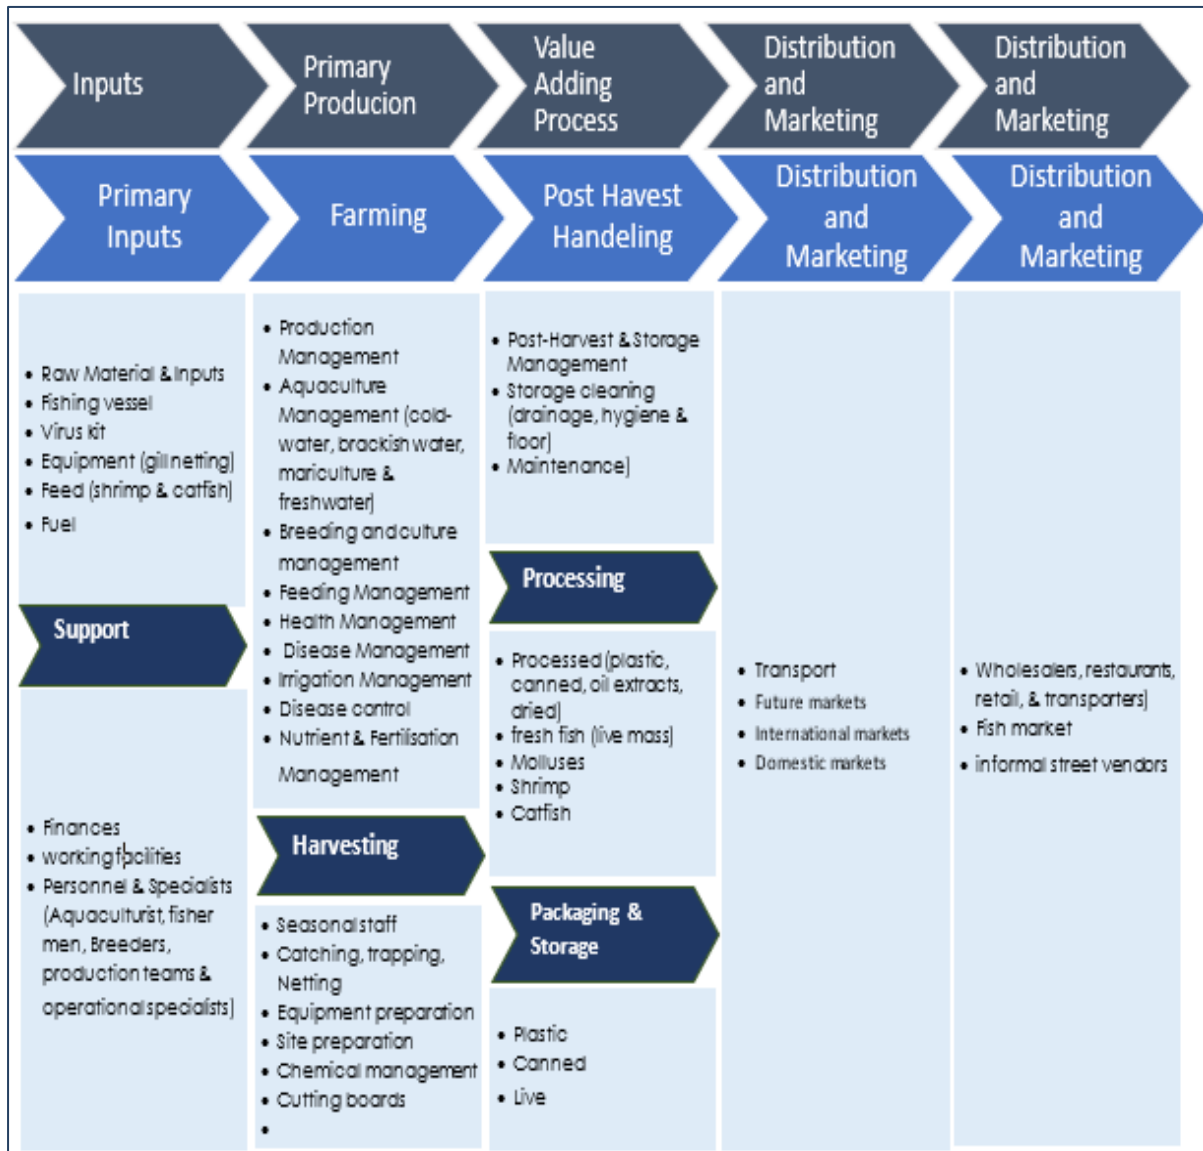 Inputs
Primary
Producion
Value
Adding
Process
Distribution
and
Marketing
Distribution
and
Marketing
Primary
Inputs
Farming
Post Havest
Handeling
Distribution
and
Marketing
Distribution
and
Marketing
• Raw Material & Inputs
• Fishing vessel
• Virus kit
• Equipment (gill netting)
• Feed (shrimp & catfish)
• Fuel
Support
• Finances
• working facilities
• Personnel & Specialists
(Aquaculturist, fisher
men, Breeders,
production teams &
operational specialists)
• Production
Management
• Aquaculture
Management (cold-
water, brackish water,
mariculture &
freshwater)
• Breeding and culture
management
• Feeding Management
• Health Management
• Disease Management
• Irrigation Management
• Disease control
• Nutrient & Fertilisation
Management
Harvesting
• Seasonal staff
• Catching, trapping,
Netting
• Equipment preparation
• Site preparation
• Chemical management
• Cutting boards
•
• Post-Harvest & Storage
Management
• Storage cleaning
(drainage, hygiene &
floor)
• Maintenance)
Processing
• Processed (plastic,
canned, oil extracts,
dried)
• fresh fish (live mass)
• Molluses
• Shrimp
• Catfish
Packaging &
Storage
• Plastic
• Canned
• Live
• Transport
• Future markets
• International markets
• Domestic markets
• Wholesalers, restaurants,
retail, & transporters)
• Fish market
• informal street vendors